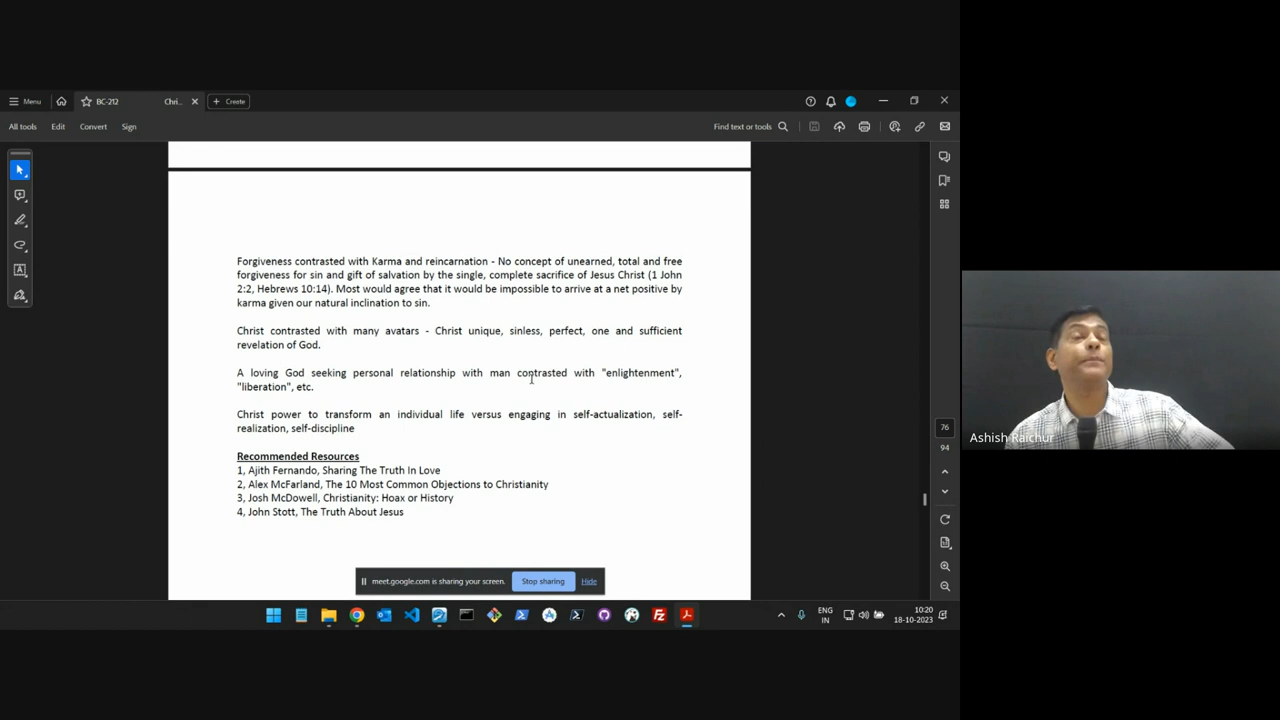 Menu
BC-212
Chri...
Create
All tools
Edit
Convert
Sign
Find text or tools
Forgiveness contrasted with Karma and reincarnation - No concept of unearned, total and free
forgiveness for sin and gift of salvation by the single, complete sacrifice of Jesus Christ (1 John
2:2, Hebrews 10:14). Most would agree that it would be impossible to arrive at a net positive by
karma given our natural inclination to sin.
Christ contrasted with many avatars - Christ unique, sinless, perfect, one and sufficient
revelation of God.
A loving God seeking personal relationship with man contrasted with "enlightenment",
"liberation", etc.
Christ power to transform an individual life versus engaging in self-actualization, self-
realization, self-discipline
Recommended Resources
1, Ajith Fernando, Sharing The Truth In Love
2, Alex McFarland, The 10 Most Common Objections to Christianity
3, Josh McDowell, Christianity: Hoax or History
4, John Stott, The Truth About Jesus
76
94
Ashish Raichur
meet.google.com is sharing your screen.
Stop sharing
Hide
ENG
IN
10:20
18-10-2023